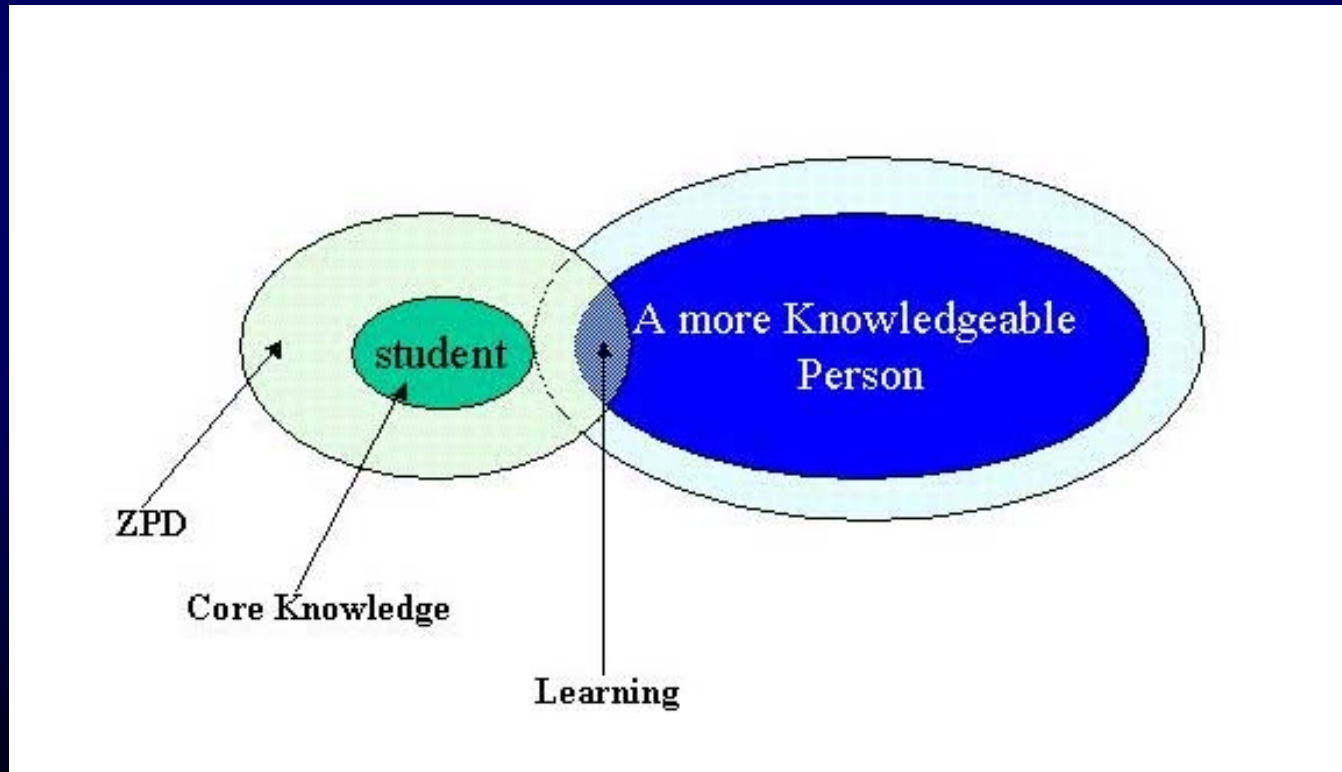 student
A more Knowledgeable
Person
ZPD
Core Knowledge
Learning